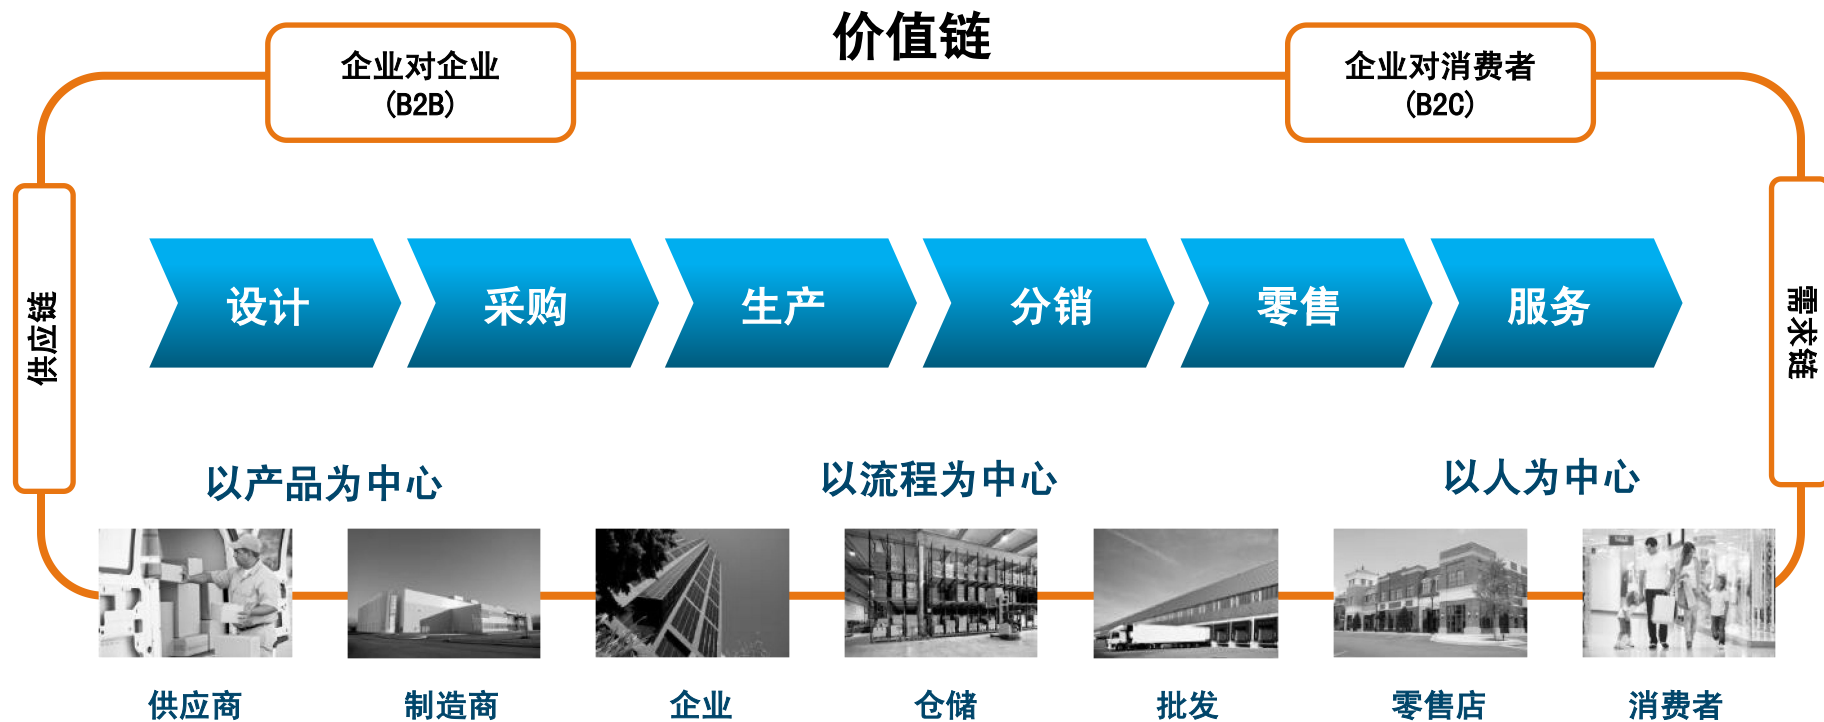 价值链
企业对企业
(B2B)
企业对消费者
(B2C)
供应链
设计
采购
生产
分销
零售
服务
需求链
以产品为中心
以流程为中心
以人为中心
供应商
制造商
企业
仓储
批发
零售店
消费者